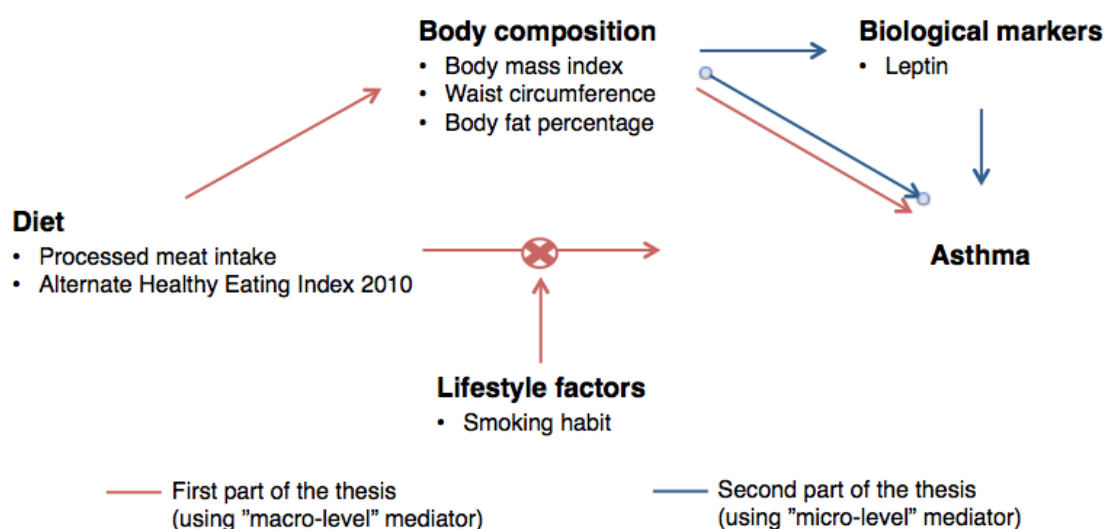 Body composition
• Body mass index
• Waist circumference
• Body fat percentage
Biological markers
• Leptin
Diet
• Processed meat intake
• Alternate Healthy Eating Index 2010
Asthma
Lifestyle factors
• Smoking habit
First part of the thesis
(using "macro-level" mediator)
Second part of the thesis
(using "micro-level" mediator)